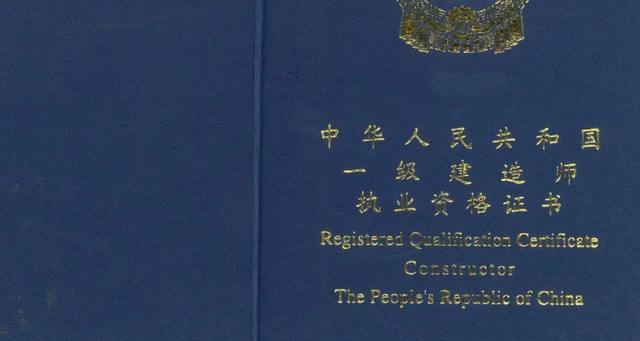 中华人民共和国
一级建造师
执业资格证书
Registered Qualification Certificate
Constructor
The People's Republic of China